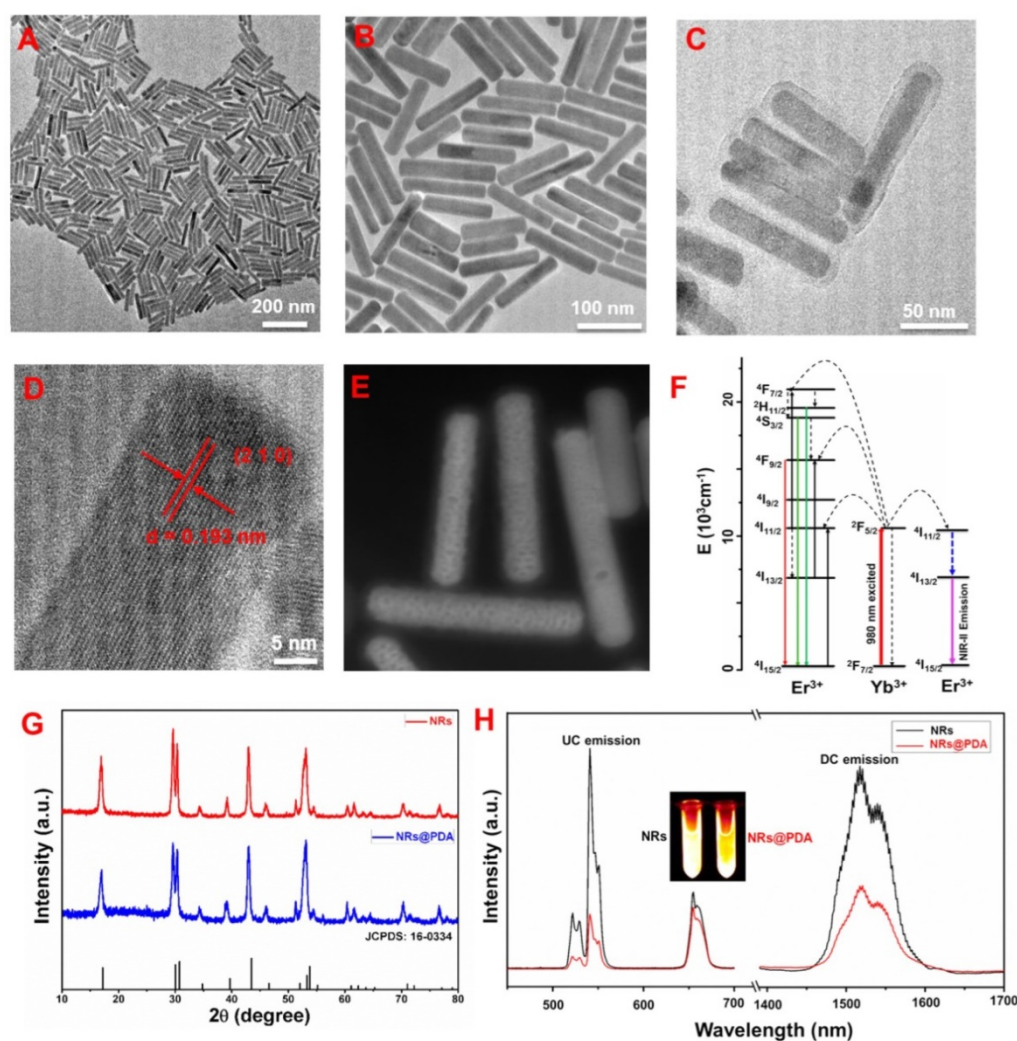 A
200 nm
B
100 nm
C
50 nm
D
(2 1 0)
d = 0.193 nm
5 nm
E
F
E (10³cm⁻¹)
20
10
0
⁴F₇/₂
²H₁₁/₂
⁴S₃/₂
⁴F₉/₂
⁴I₉/₂
⁴I₁₁/₂
⁴I₁₃/₂
⁴I₁₅/₂
²F₅/₂
²F₇/₂
980 nm excited
⁴I₁₁/₂
⁴I₁₃/₂
⁴I₁₅/₂
NIR-II Emission
Er³⁺ Yb³⁺ Er³⁺
G
NRs
NRs@PDA
JCPDS: 16-0334
Intensity (a.u.)
10 20 30 40 50 60 70 80
2θ (degree)
H
NRs
NRs@PDA
UC emission
DC emission
NRs
NRs@PDA
Intensity (a.u.)
500 600 700 1400 1500 1600 1700
Wavelength (nm)